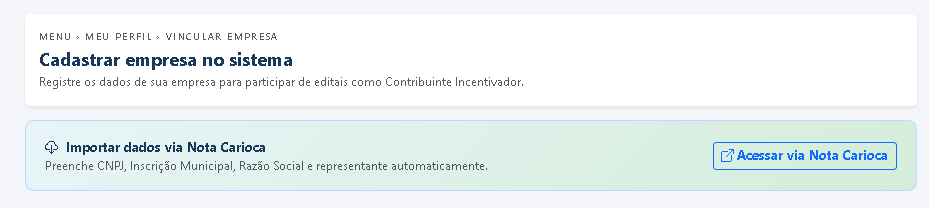 MENU › MEU PERFIL › VINCULAR EMPRESA
Cadastrar empresa no sistema
Registre os dados de sua empresa para participar de editais como Contribuinte Incentivador.
Importar dados via Nota Carioca
Preenche CNPJ, Inscrição Municipal, Razão Social e representante automaticamente.
Acessar via Nota Carioca